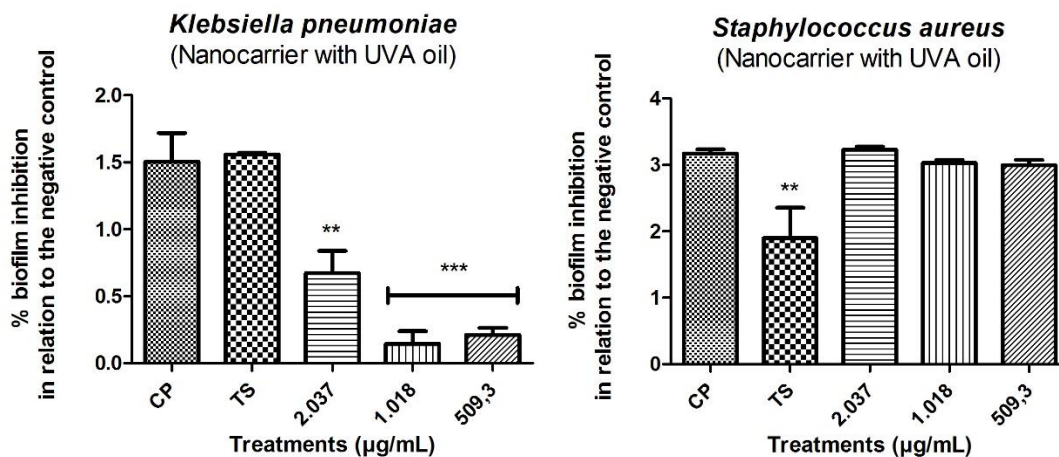 Klebsiella pneumoniae
(Nanocarrier with UVA oil)
% biofilm inhibition
in relation to the negative control
2.0
1.5
1.0
0.5
0.0
**
***
CP
TS
2.037
1.018
509,3
Treatments (µg/mL)
Staphylococcus aureus
(Nanocarrier with UVA oil)
% biofilm inhibition
in relation to the negative control
4
3
2
1
0
**
CP
TS
2.037
1.018
509,3
Treatments (µg/mL)